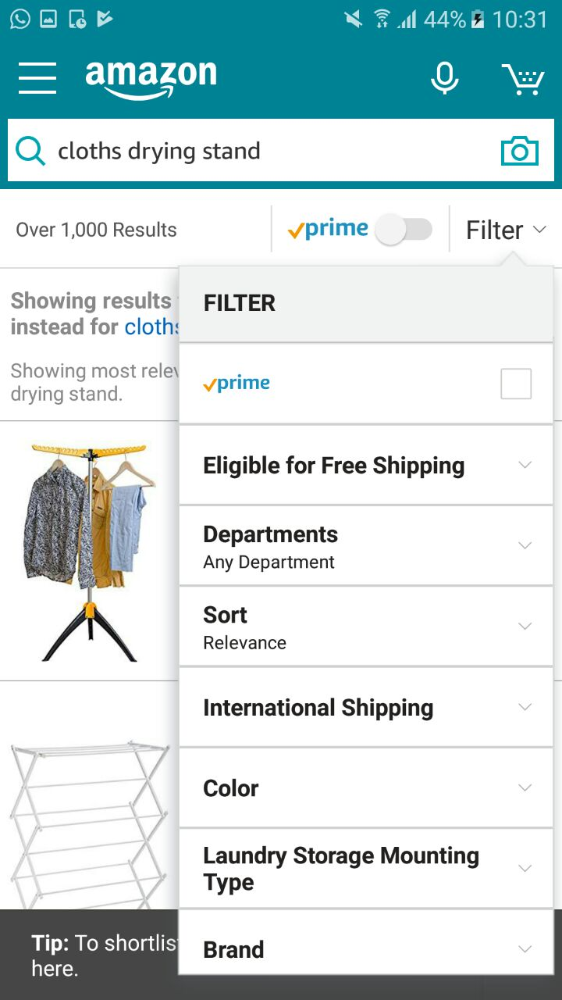 44% 10:31
amazon
cloths drying stand
Over 1,000 Results
prime
Filter
Showing results
instead for cloths
Showing most relev
drying stand.
FILTER
prime
Eligible for Free Shipping
Departments
Any Department
Sort
Relevance
International Shipping
Color
Laundry Storage Mounting
Type
Brand
Tip: To shortlis
here.